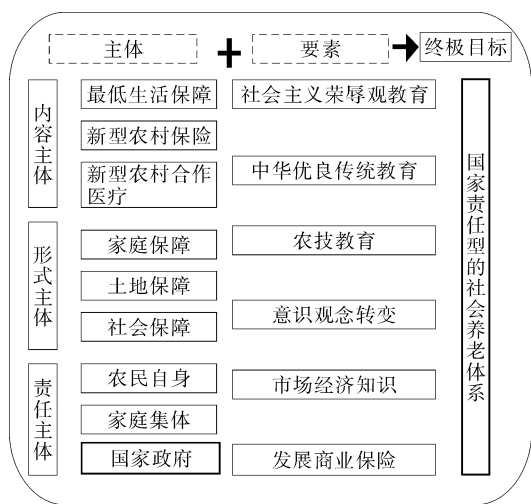 主体
+
要素
终极目标
内容主体
最低生活保障
新型农村保险
新型农村合作
医疗
形式主体
家庭保障
土地保障
社会保障
责任主体
农民自身
家庭集体
国家政府
社会主义荣辱观教育
中华优良传统教育
农技教育
意识观念转变
市场经济知识
发展商业保险
国家责任型的社会养老体系